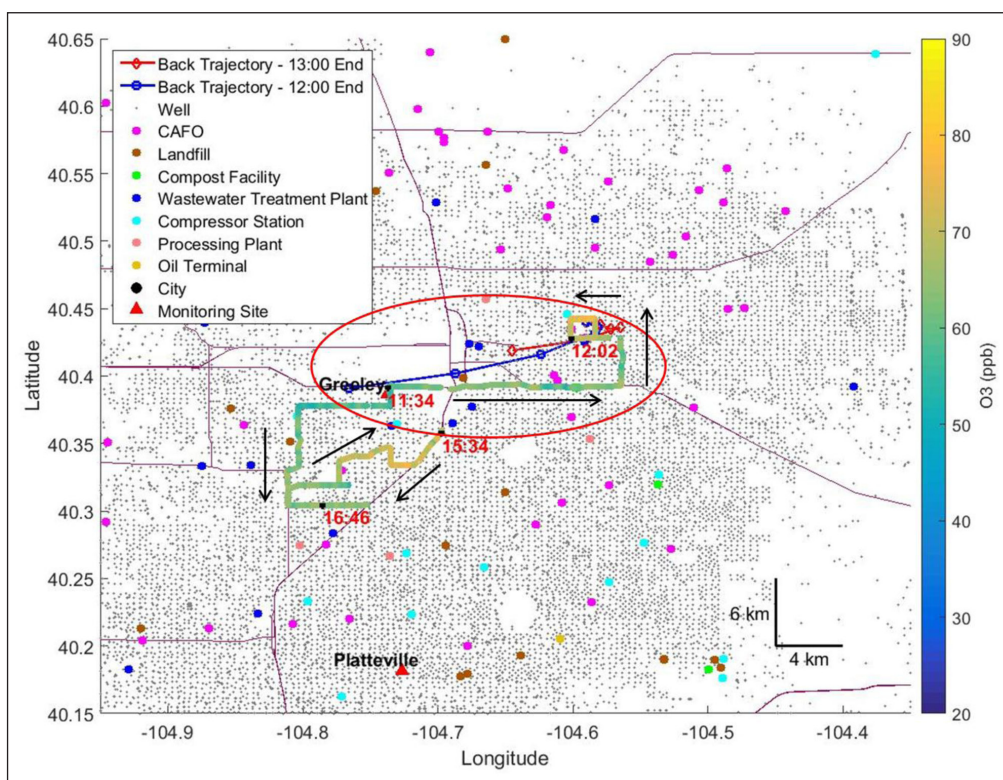 40.65
40.6
40.55
40.5
40.45
40.4
40.35
40.3
40.25
40.2
40.15
Latitude
Back Trajectory - 13:00 End
Back Trajectory - 12:00 End
Well
CAFO
Landfill
Compost Facility
Wastewater Treatment Plant
Compressor Station
Processing Plant
Oil Terminal
City
Monitoring Site
12:02
Greeley
11:34
15:34
16:46
Platteville
6 km
4 km
-104.9
-104.8
-104.7
-104.6
-104.5
-104.4
Longitude
90
80
70
60
50
40
30
20
O3 (ppb)